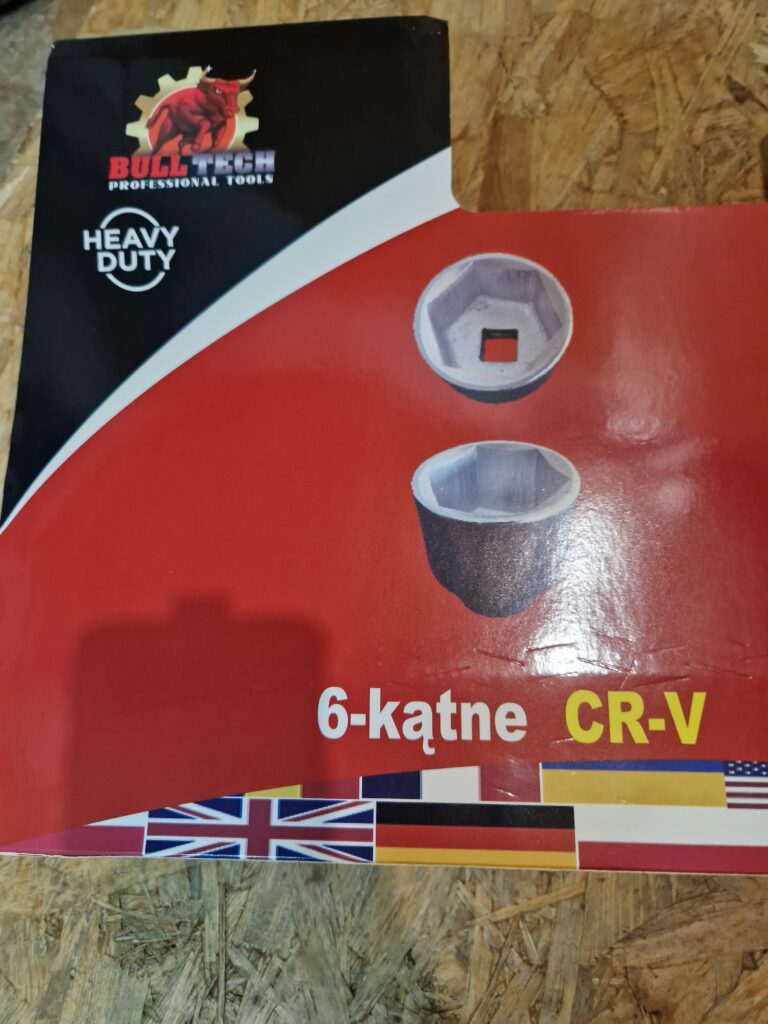 BULL TECH
PROFESSIONAL TOOLS
HEAVY
DUTY
6-kątne CR-V